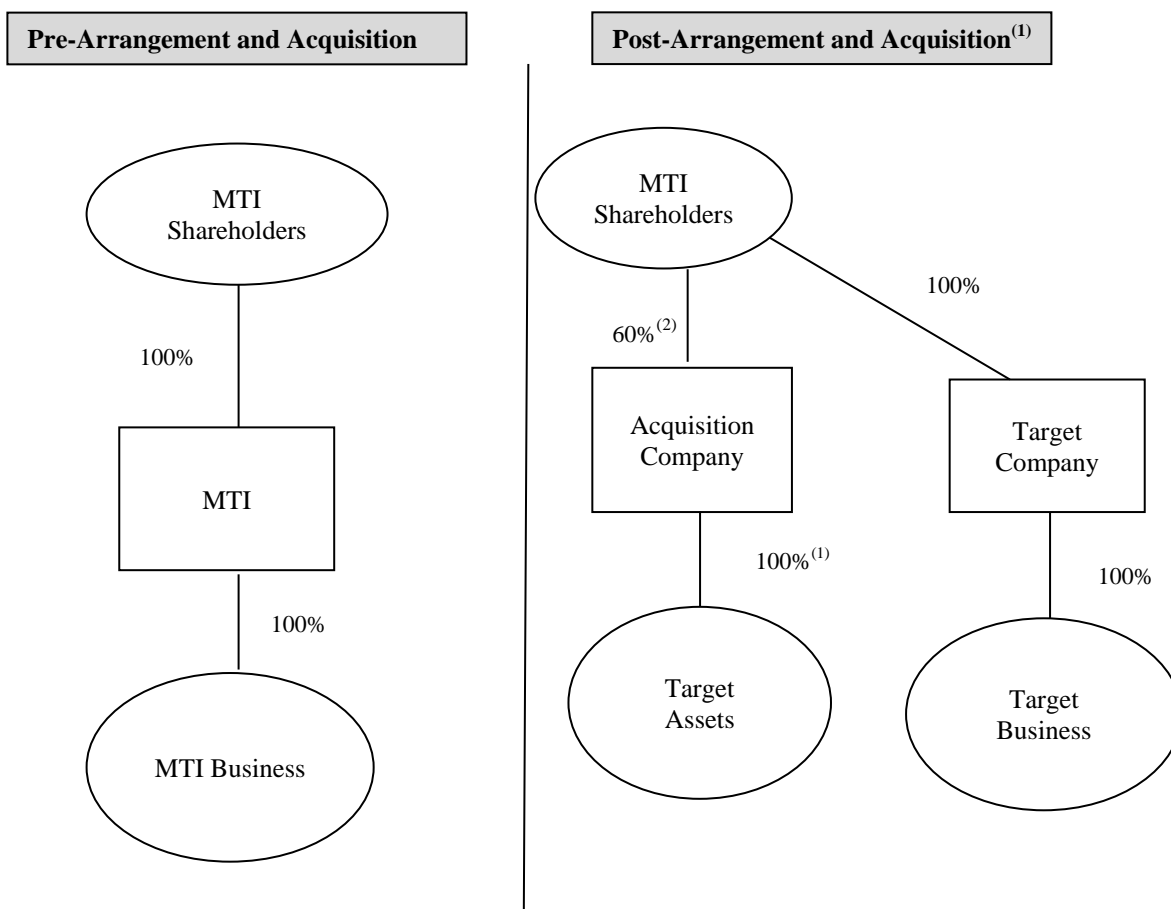 Pre-Arrangement and Acquisition
MTI
Shareholders
100%
MTI
100%
MTI Business
Post-Arrangement and Acquisition(1)
MTI
Shareholders
60%(2)
100%
Acquisition
Company
Target
Company
100%(1)
100%
Target
Assets
Target
Business